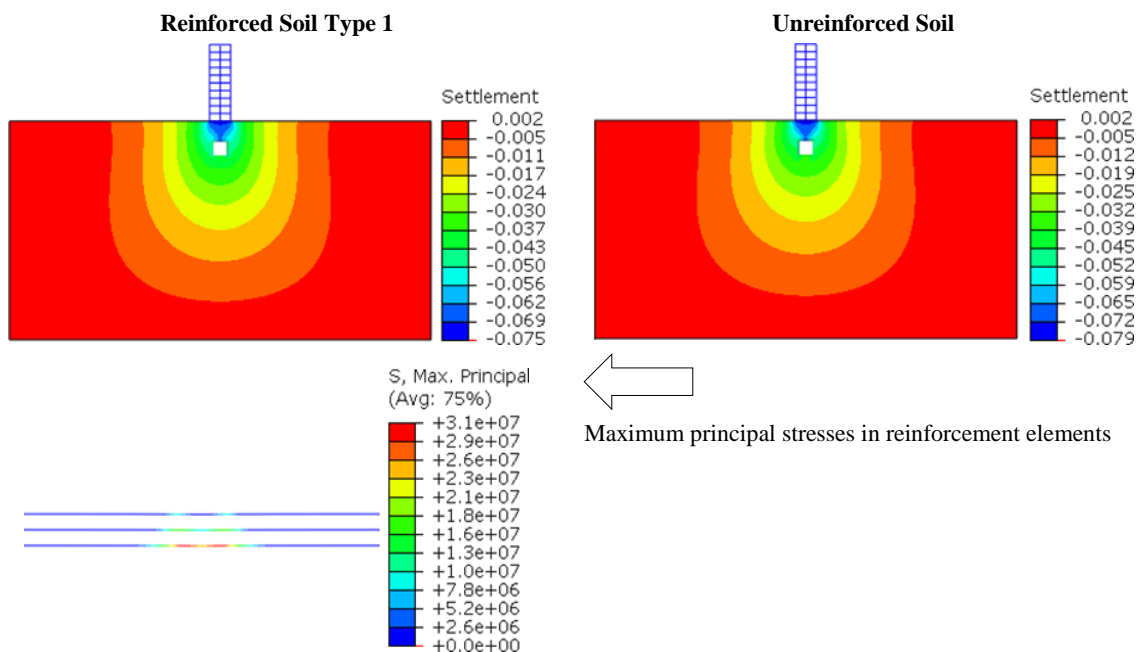 Reinforced Soil Type 1
Unreinforced Soil
Settlement
0.002
-0.005
-0.011
-0.017
-0.024
-0.030
-0.037
-0.043
-0.050
-0.056
-0.062
-0.069
-0.075
Settlement
0.002
-0.005
-0.012
-0.019
-0.025
-0.032
-0.039
-0.045
-0.052
-0.059
-0.065
-0.072
-0.079
S, Max. Principal
(Avg: 75%)
+3.1e+07
+2.9e+07
+2.6e+07
+2.3e+07
+2.1e+07
+1.8e+07
+1.6e+07
+1.3e+07
+1.0e+07
+7.8e+06
+5.2e+06
+2.6e+06
+0.0e+00
Maximum principal stresses in reinforcement elements